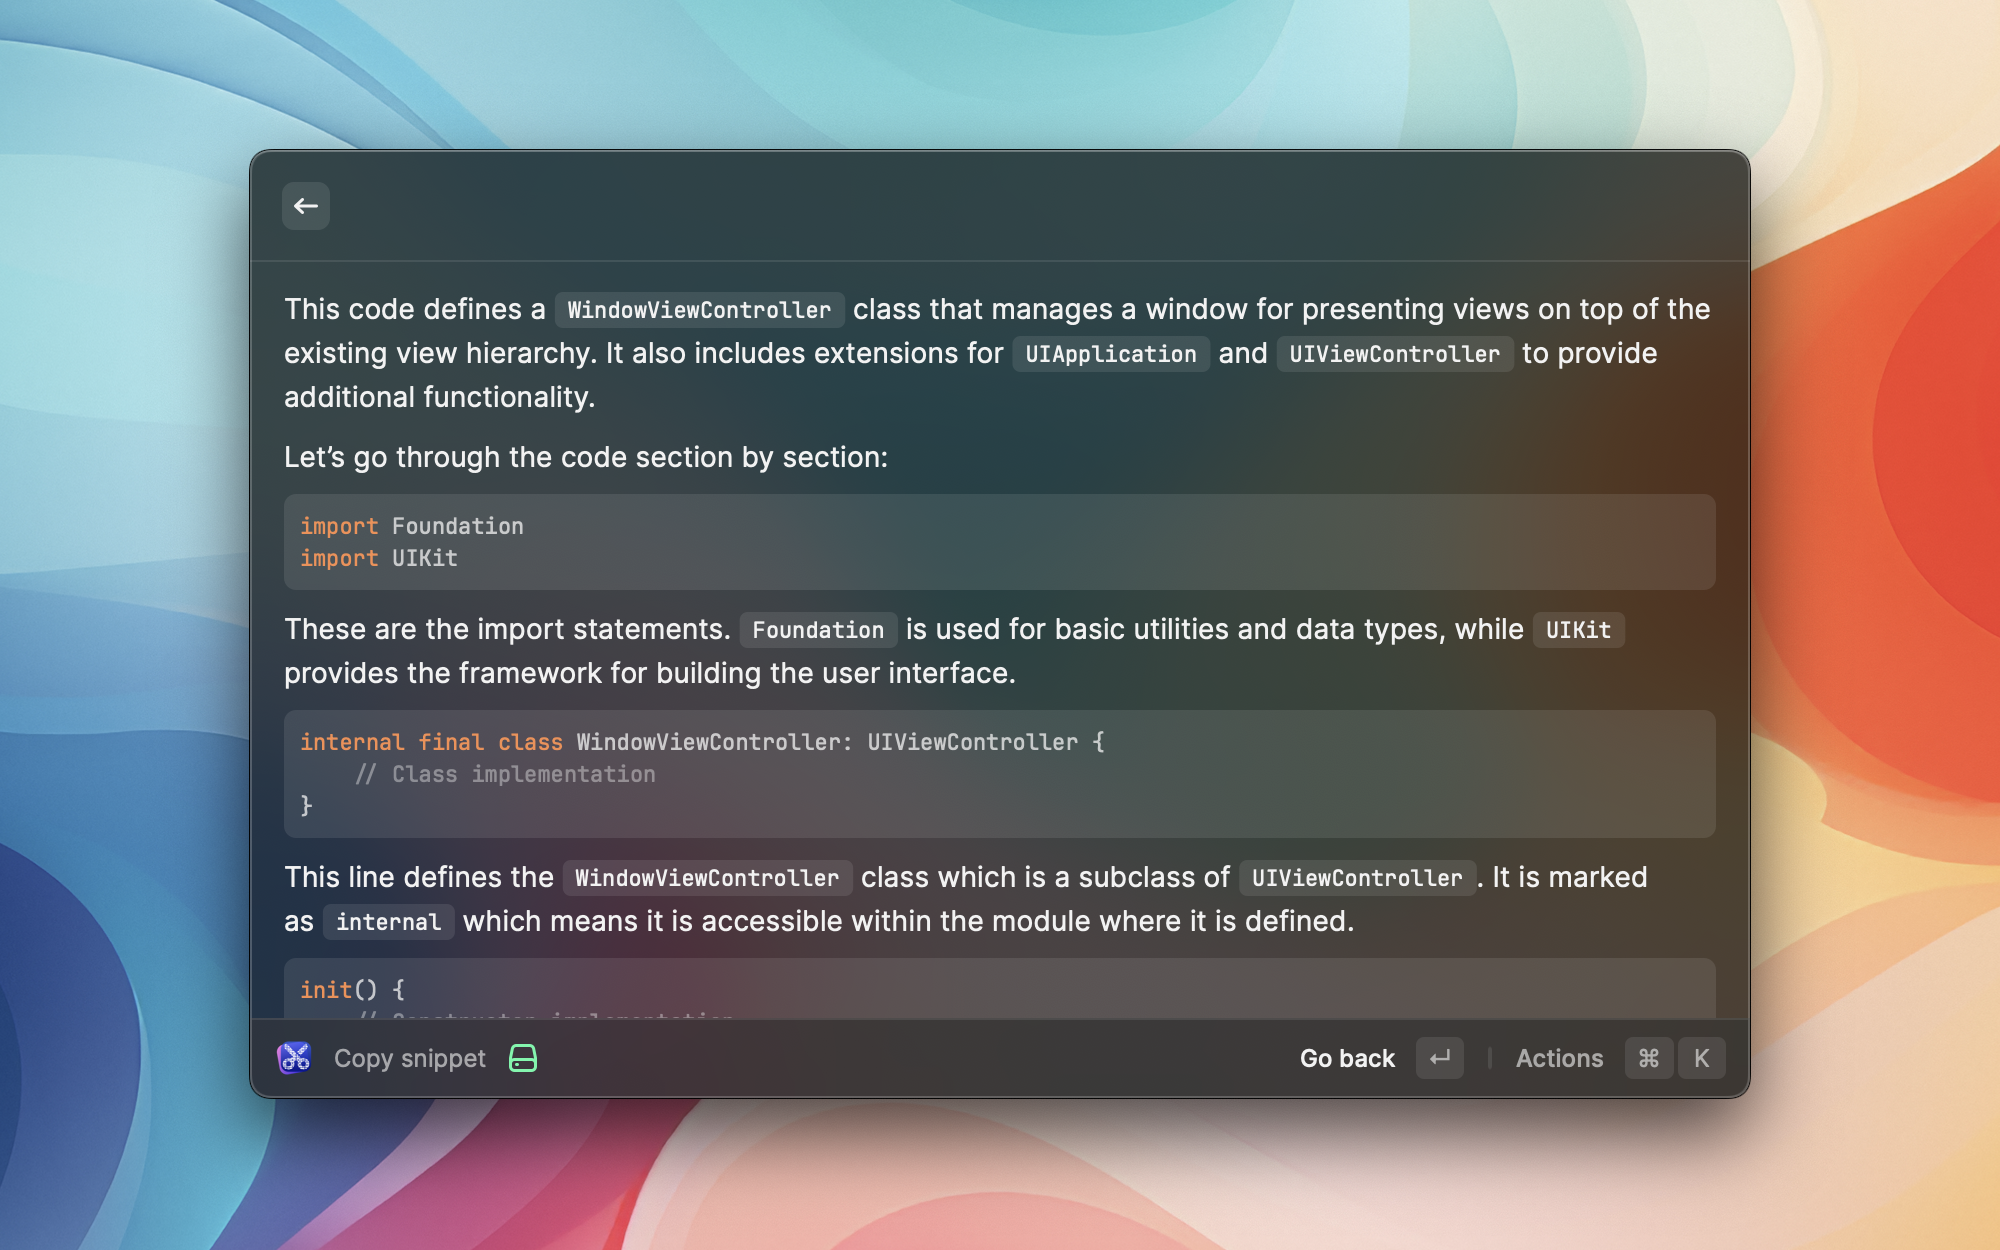 This code defines a WindowViewController class that manages a window for presenting views on top of the
existing view hierarchy. It also includes extensions for UIApplication and UIViewController to provide
additional functionality.
Let’s go through the code section by section:
import Foundation
import UIKit
These are the import statements. Foundation is used for basic utilities and data types, while UIKit
provides the framework for building the user interface.
internal final class WindowViewController: UIViewController {
// Class implementation
}
This line defines the WindowViewController class which is a subclass of UIViewController. It is marked
as internal which means it is accessible within the module where it is defined.
init() {
// Constructor implementation
Copy snippet
Go back ↵ Actions ⌘ K